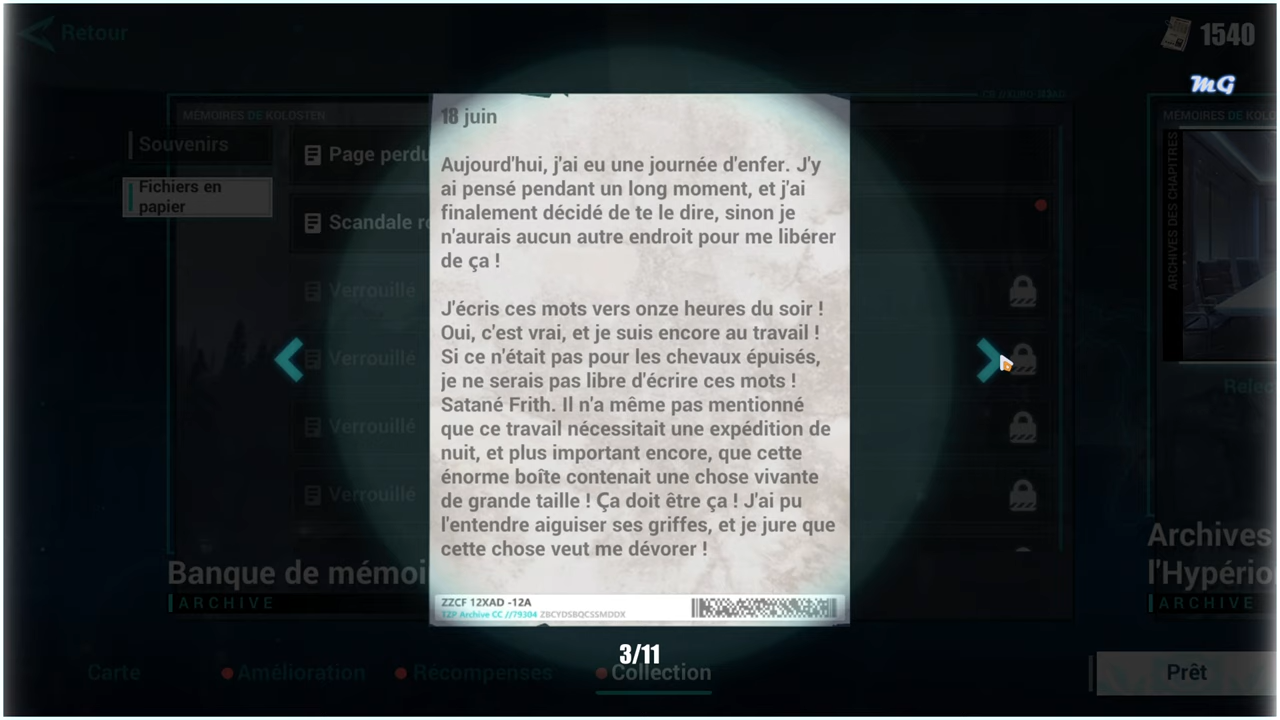 Retour
1540
MG
MÉMOIRES DE KOLOSTEN
MÉMOIRES DE KOLO
Souvenirs
Fichiers en
papier
Page perdu
Scandale r
Verrouillé
Verrouillé
Verrouillé
Verrouillé
18 juin
Aujourd'hui, j'ai eu une journée d'enfer. J'y
ai pensé pendant un long moment, et j'ai
finalement décidé de te le dire, sinon je
n'aurais aucun autre endroit pour me libérer
de ça !
J'écris ces mots vers onze heures du soir !
Oui, c'est vrai, et je suis encore au travail !
Si ce n'était pas pour les chevaux épuisés,
je ne serais pas libre d'écrire ces mots !
Satané Frith. Il n'a même pas mentionné
que ce travail nécessitait une expédition de
nuit, et plus important encore, que cette
énorme boîte contenait une chose vivante
de grande taille ! Ça doit être ça ! J'ai pu
l'entendre aiguiser ses griffes, et je jure que
cette chose veut me dévorer !
ZZCF 12XAD -12A
TZP Archive CC //79304 ZBCYDSBQCSSMDDX
3/11
ARCHIVES DES CHAPITRES
Relec
Banque de mémoi
ARCHIVE
Archives
l'Hypério
ARCHIVE
Carte
Amélioration
Récompenses
Collection
Prêt